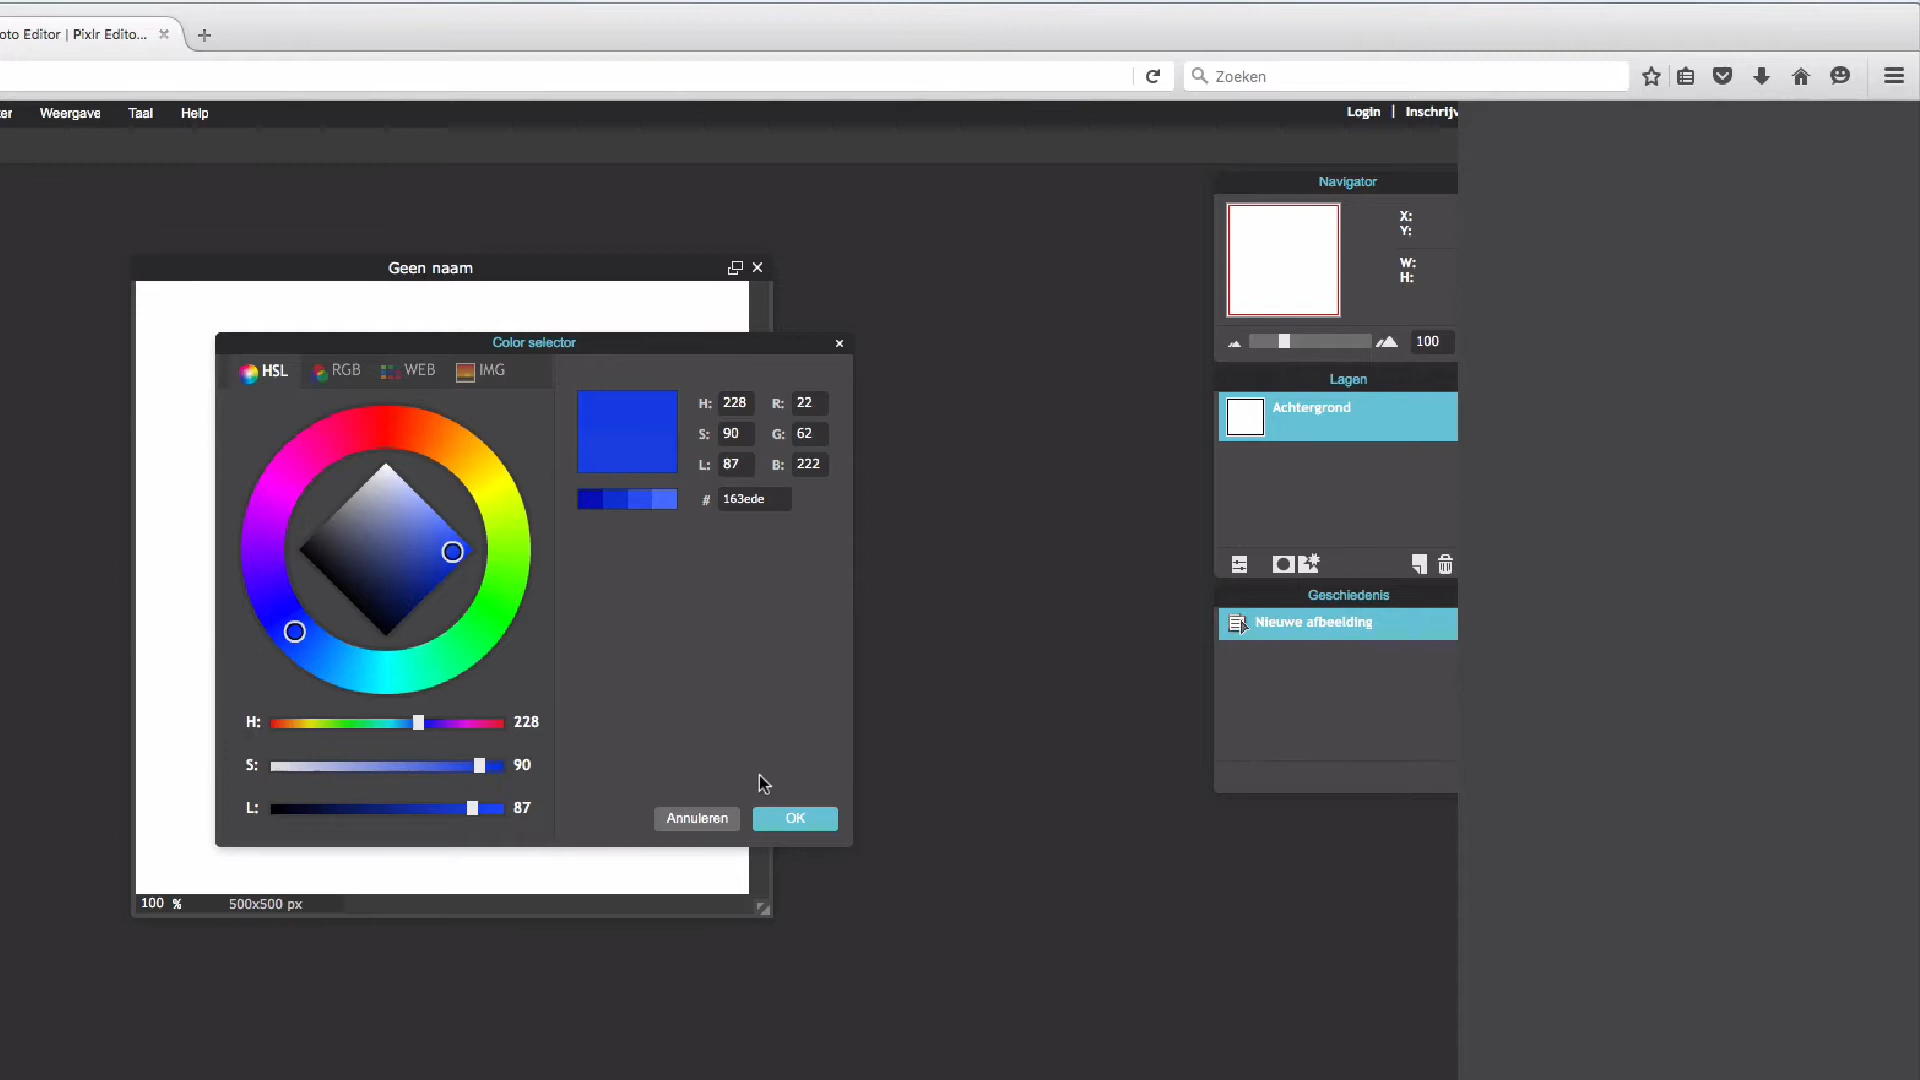 oto Editor | Pixlr Edito...
Zoeken
er Weergave Taal Help
Login | Inschrijv
Navigator
X:
Y:
W:
H:
100
Geen naam
Color selector
HSL RGB WEB IMG
H: 228 R: 22
S: 90 G: 62
L: 87 B: 222
# 163ede
H: 228
S: 90
L: 87
Annuleren OK
100 % 500x500 px
Lagen
Achtergrond
Geschiedenis
Nieuwe afbeelding